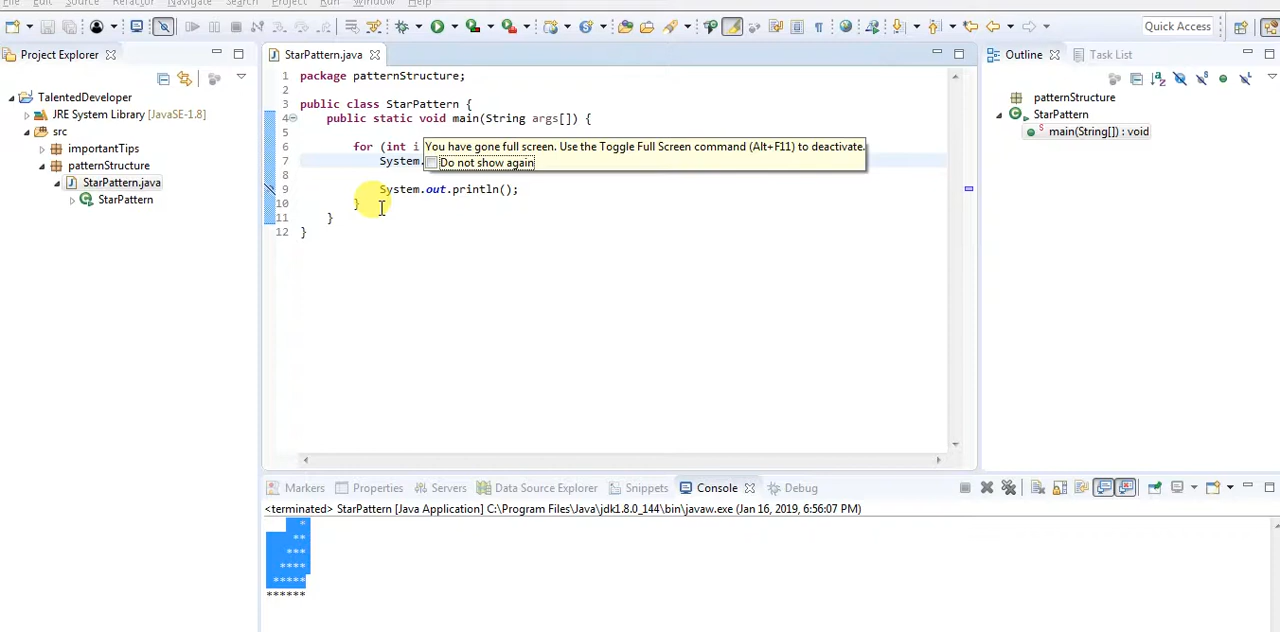 File Edit Source Refactor Navigate Search Project Run Window Help
Quick Access
Project Explorer
TalentedDeveloper
JRE System Library [JavaSE-1.8]
src
importantTips
patternStructure
StarPattern.java
StarPattern
StarPattern.java
1 package patternStructure;
2
3 public class StarPattern {
4 public static void main(String args[]) {
5
6 for (int i
7 System.
You have gone full screen. Use the Toggle Full Screen command (Alt+F11) to deactivate.
Do not show again
8
9 System.out.println();
10 }
11 }
12 }
Outline Task List
patternStructure
StarPattern
main(String[]) : void
Markers Properties Servers Data Source Explorer Snippets Console Debug
<terminated> StarPattern [Java Application] C:\Program Files\Java\jdk1.8.0_144\bin\javaw.exe (Jan 16, 2019, 6:56:07 PM)
*
**
***
****
*****
******